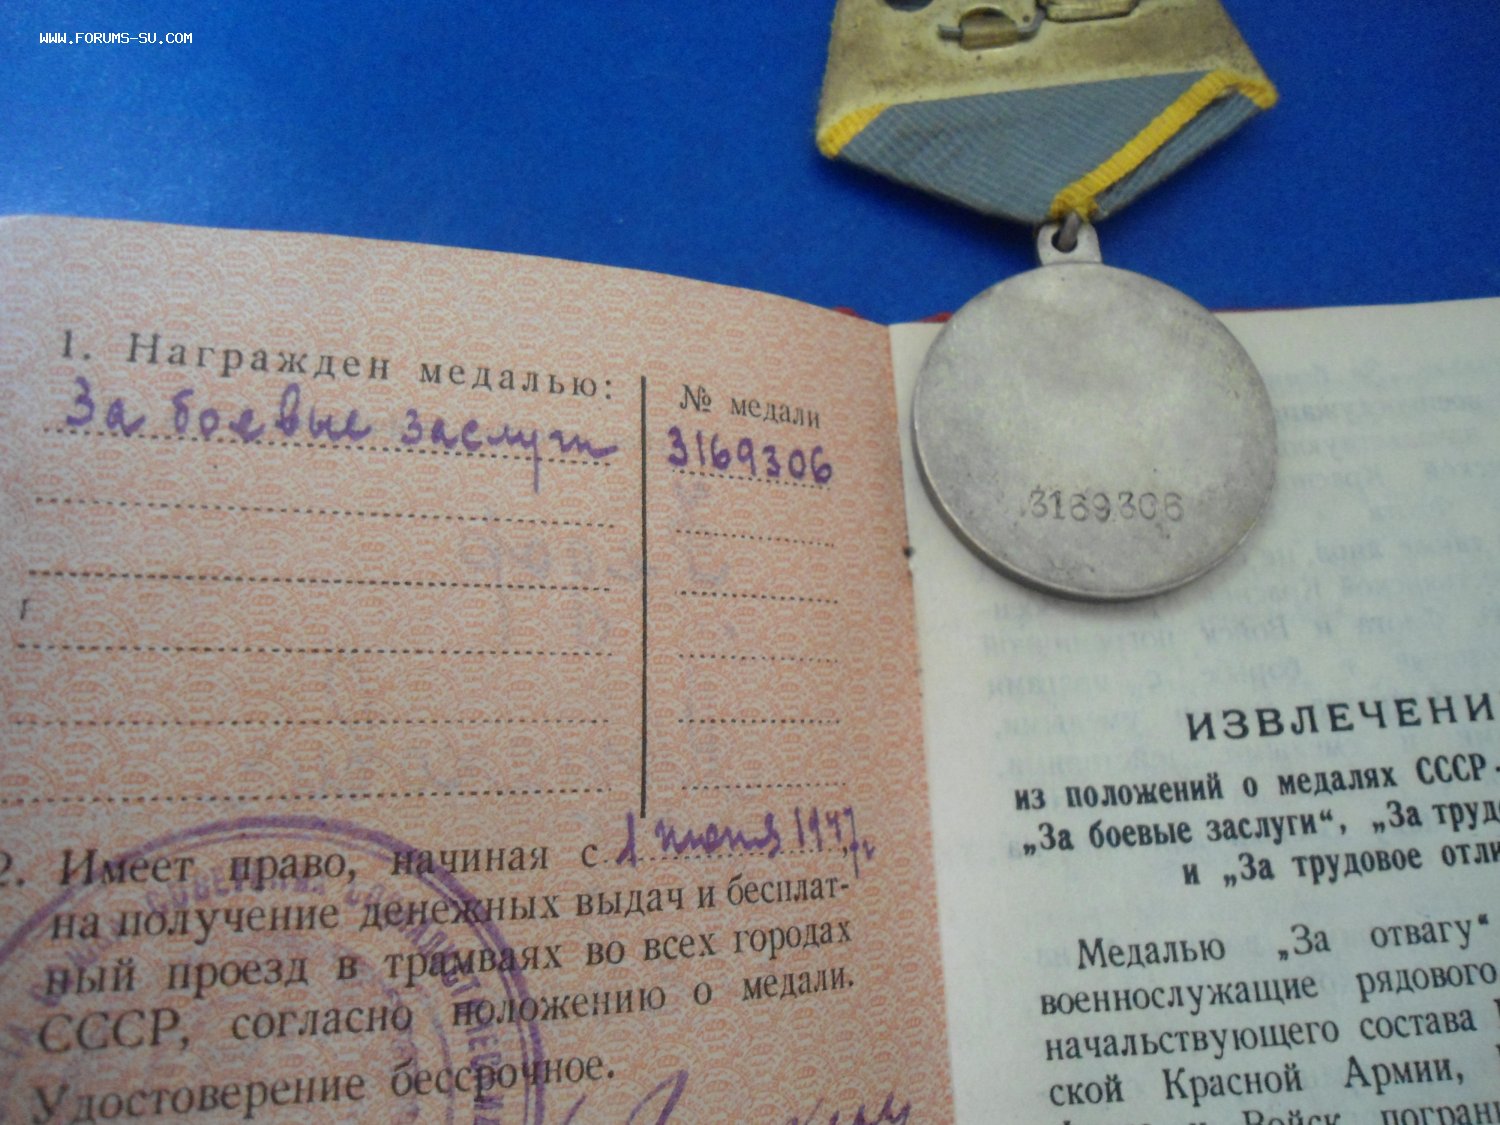 WWW.FORUMS-SU.COM
1. Награжден медалью:
№ медали
За боевые заслуги
3169306
3169306
2. Имеет право, начиная с 1 июня 1947 г.
на получение денежных выдач и бесплат-
ный проезд в трамваях во всех городах
СССР, согласно положению о медали.
Удостоверение бессрочное.
ИЗВЛЕЧЕНИ
из положений о медалях СССР -
„За боевые заслуги“, „За труд
и „За трудовое отли
Медалью „За отвагу“
военнослужащие рядового
начальствующего состава
ской Красной Армии,
и Войск погран